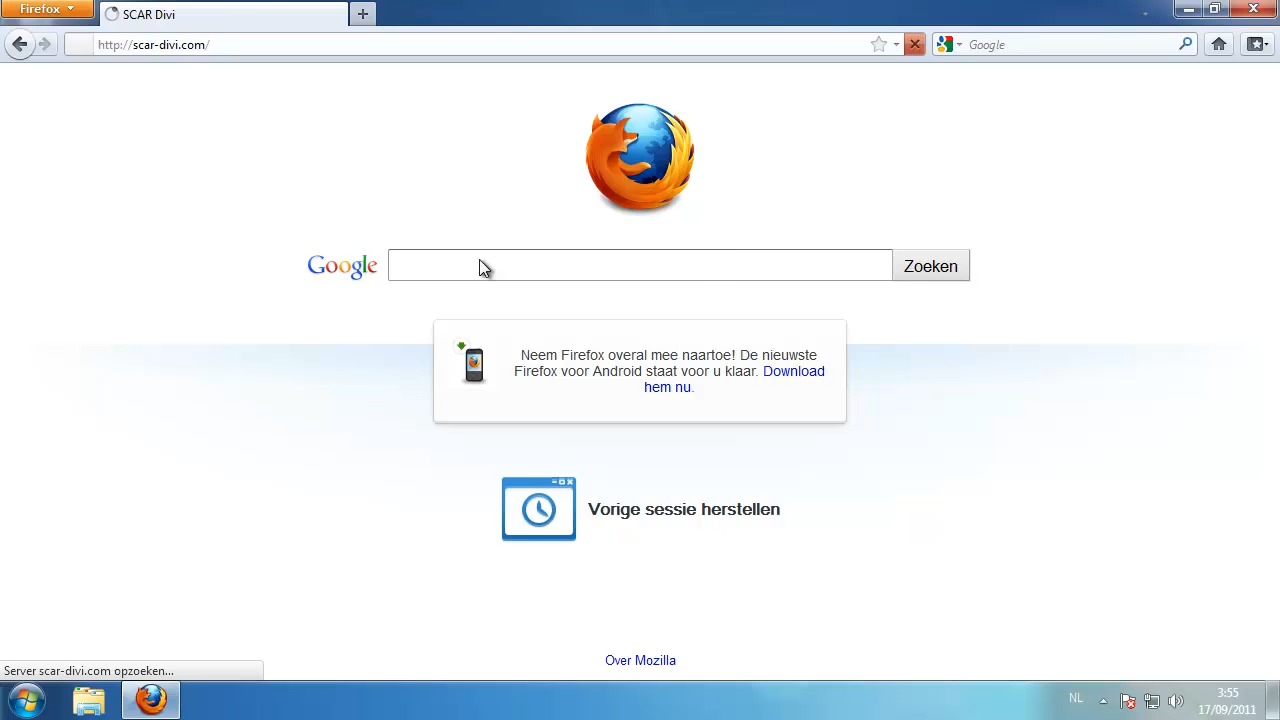 Firefox
SCAR Divi
http://scar-divi.com/
Google
Google
Zoeken
Neem Firefox overal mee naartoe! De nieuwste
Firefox voor Android staat voor u klaar. Download
hem nu.
Vorige sessie herstellen
Over Mozilla
Server scar-divi.com opzoeken...
NL
3:55
17/09/2011